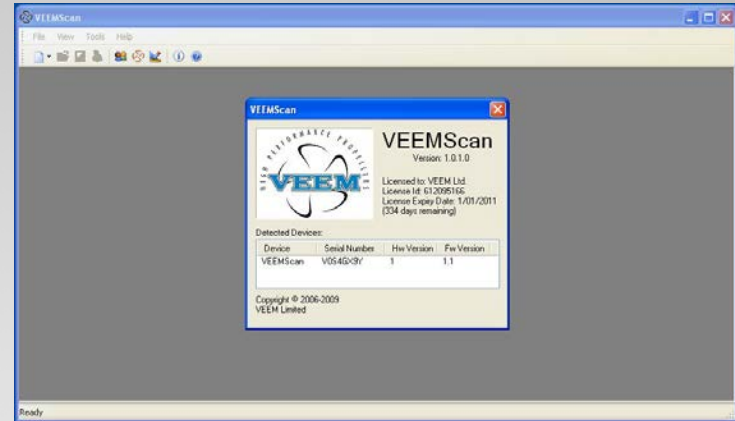 VEEMScan
File View Tools Help
VEEMScan
HIGH PERFORMANCE PROPELLERS
VEEM
VEEMScan
Version: 1.0.1.0
Licensed to: VEEM Ltd.
License Id: 612095166
License Expiry Date: 1/01/2011
(334 days remaining)
Detected Devices:
Device Serial Number Hw Version Fw Version
VEEMScan 1 1.1
Copyright © 2006-2009
VEEM Limited
Ready